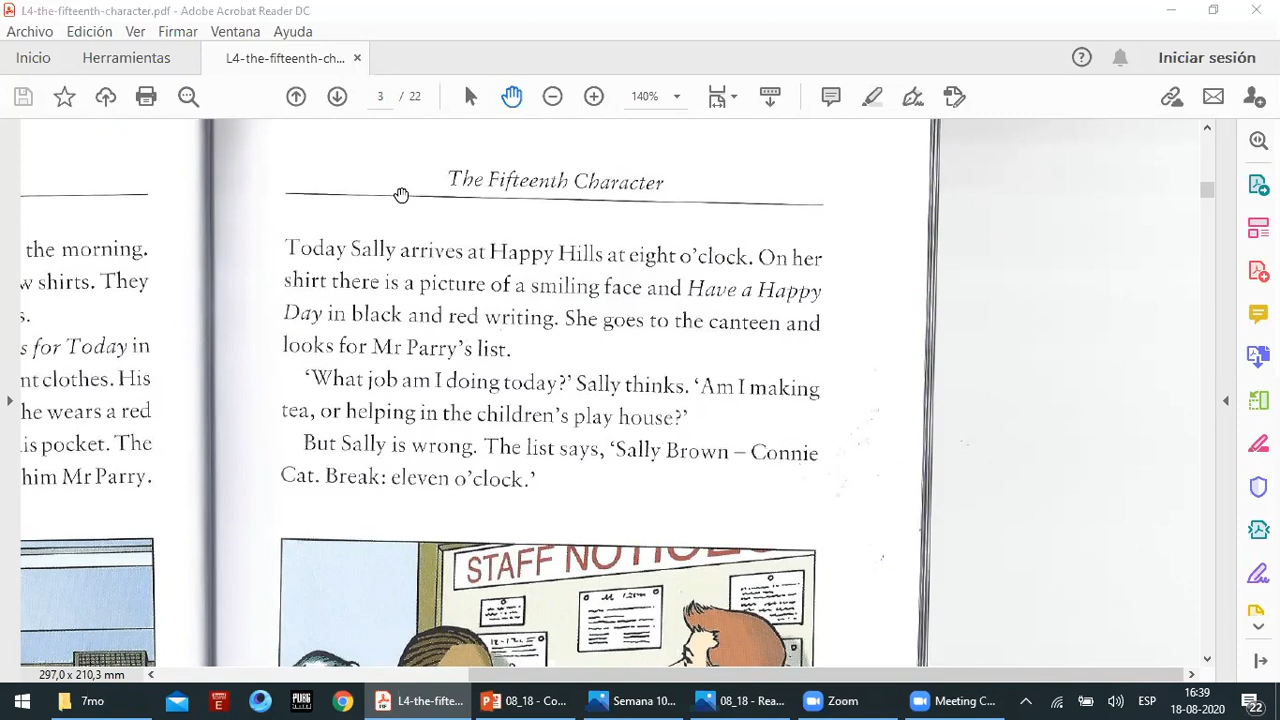 L4-the-fifteenth-character.pdf - Adobe Acrobat Reader DC
Archivo Edición Ver Firmar Ventana Ayuda
Inicio Herramientas L4-the-fifteenth-ch... Iniciar sesión
3 / 22 140%
The Fifteenth Character
the morning.
w shirts. They
s.
s for Today in
nt clothes. His
he wears a red
is pocket. The
him Mr Parry.
Today Sally arrives at Happy Hills at eight o'clock. On her
shirt there is a picture of a smiling face and Have a Happy
Day in black and red writing. She goes to the canteen and
looks for Mr Parry's list.
'What job am I doing today?' Sally thinks. 'Am I making
tea, or helping in the children's play house?'
But Sally is wrong. The list says, 'Sally Brown – Connie
Cat. Break: eleven o'clock.'
STAFF NOTICES
297,0 x 210,3 mm
7mo L4-the-fifte... 08_18 - Co... Semana 10... 08_18 - Rea... Zoom Meeting C... ESP 16:39
18-08-2020 22